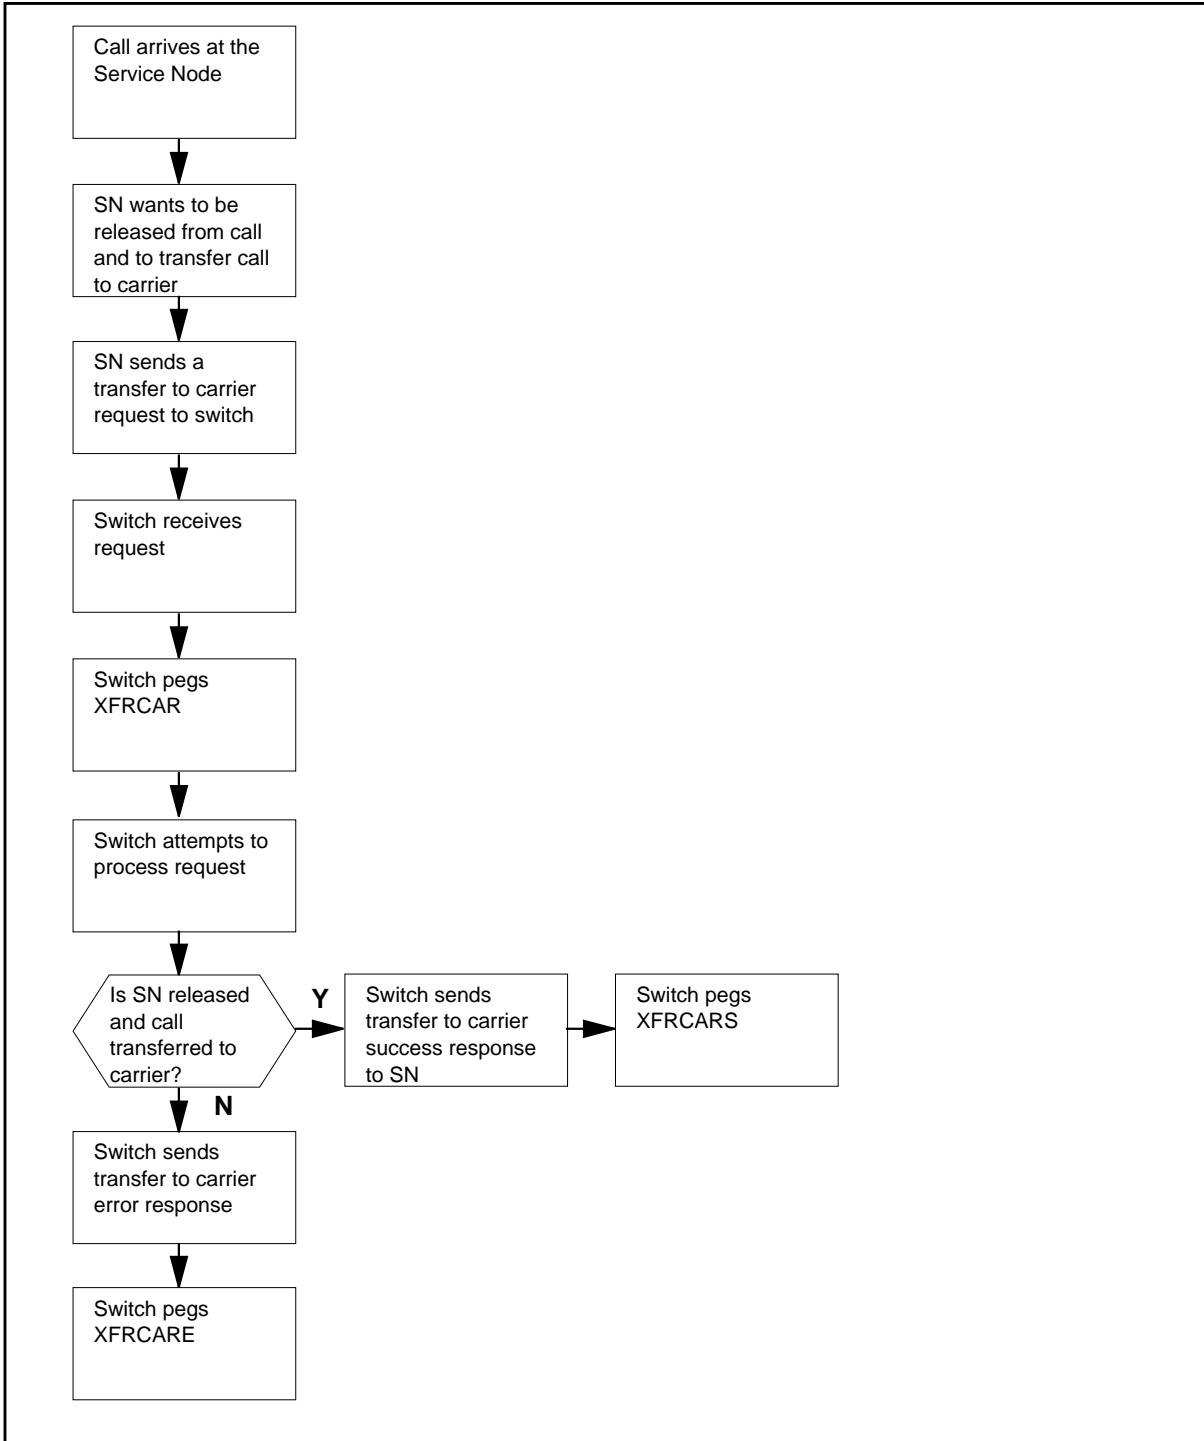 Call arrives at the
Service Node
SN wants to be
released from call
and to transfer call
to carrier
SN sends a
transfer to carrier
request to switch
Switch receives
request
Switch pegs
XFRCAR
Switch attempts to
process request
Is SN released
and call
transferred to
carrier?
Y
Switch sends
transfer to carrier
success response
to SN
Switch pegs
XFRCARS
N
Switch sends
transfer to carrier
error response
Switch pegs
XFRCARE